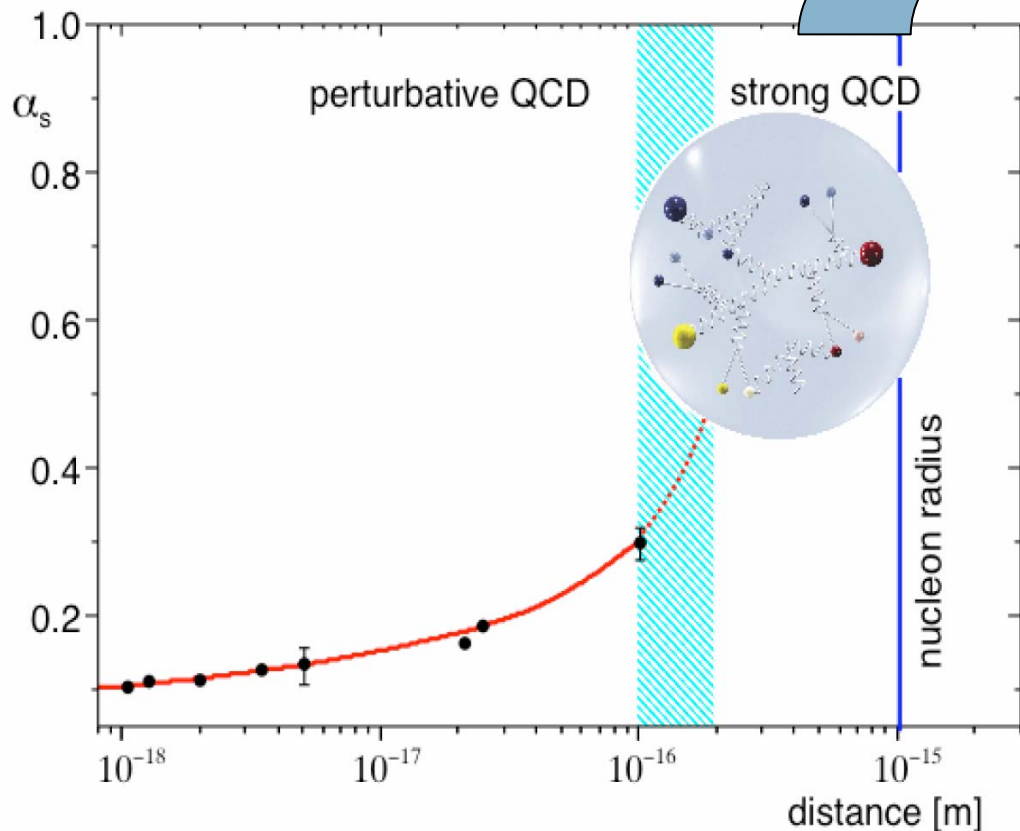 1.0
perturbative QCD
strong QCD
αs
0.8
0.6
0.4
0.2
nucleon radius
10⁻¹⁸
10⁻¹⁷
10⁻¹⁶
10⁻¹⁵
distance [m]